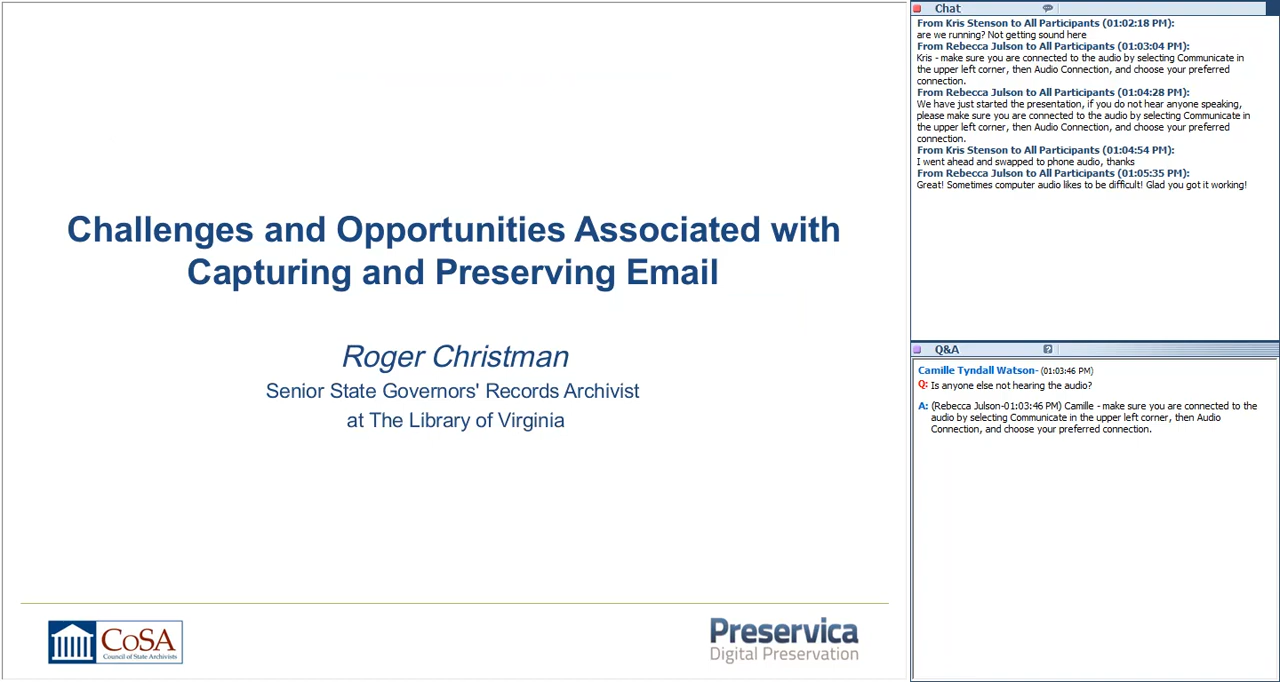 Challenges and Opportunities Associated with
Capturing and Preserving Email
Roger Christman
Senior State Governors' Records Archivist
at The Library of Virginia
CoSA
Council of State Archivists
Preservica
Digital Preservation
Chat
From Kris Stenson to All Participants (01:02:18 PM):
are we running? Not getting sound here
From Rebecca Julson to All Participants (01:03:04 PM):
Kris - make sure you are connected to the audio by selecting Communicate in
the upper left corner, then Audio Connection, and choose your preferred
connection.
From Rebecca Julson to All Participants (01:04:28 PM):
We have just started the presentation, if you do not hear anyone speaking,
please make sure you are connected to the audio by selecting Communicate in
the upper left corner, then Audio Connection, and choose your preferred
connection.
From Kris Stenson to All Participants (01:04:54 PM):
I went ahead and swapped to phone audio, thanks
From Rebecca Julson to All Participants (01:05:35 PM):
Great! Sometimes computer audio likes to be difficult! Glad you got it working!
Q&A
Camille Tyndall Watson- (01:03:46 PM)
Q: Is anyone else not hearing the audio?
A: (Rebecca Julson-01:03:46 PM) Camille - make sure you are connected to the
audio by selecting Communicate in the upper left corner, then Audio
Connection, and choose your preferred connection.